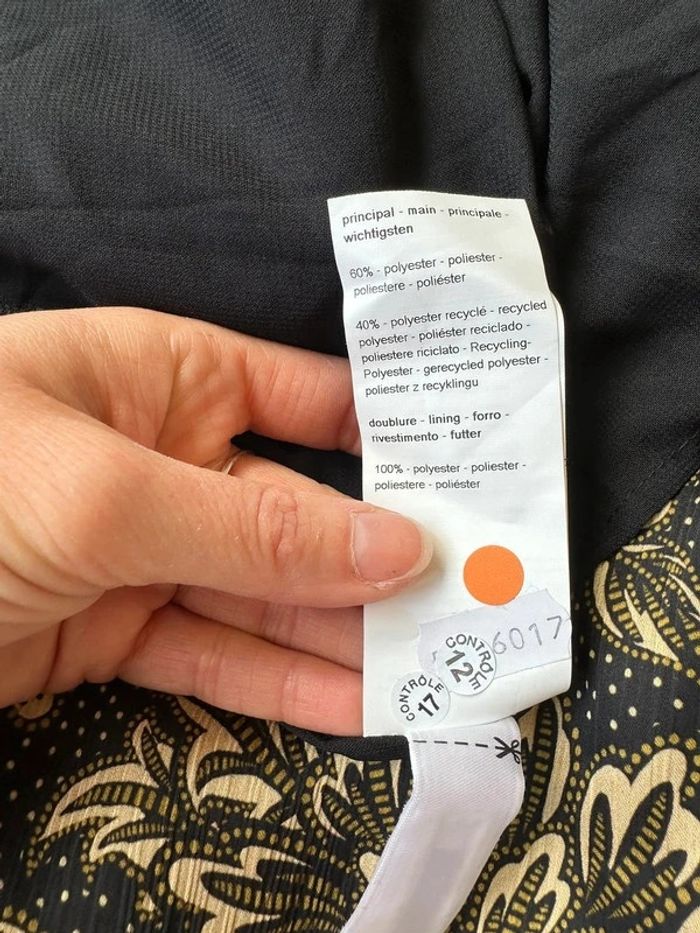 principal - main - principale -
wichtigsten
60% - polyester - poliester -
poliestere - poliéster
40% - polyester recyclé - recycled
polyester - poliéster reciclado -
poliestere riciclato - Recycling-
Polyester - gerecycled polyester -
poliester z recyklingu
doublure - lining - forro -
rivestimento - futter
100% - polyester - poliester -
poliestere - poliéster
6017
CONTROLE
12
CONTRÔLE
17